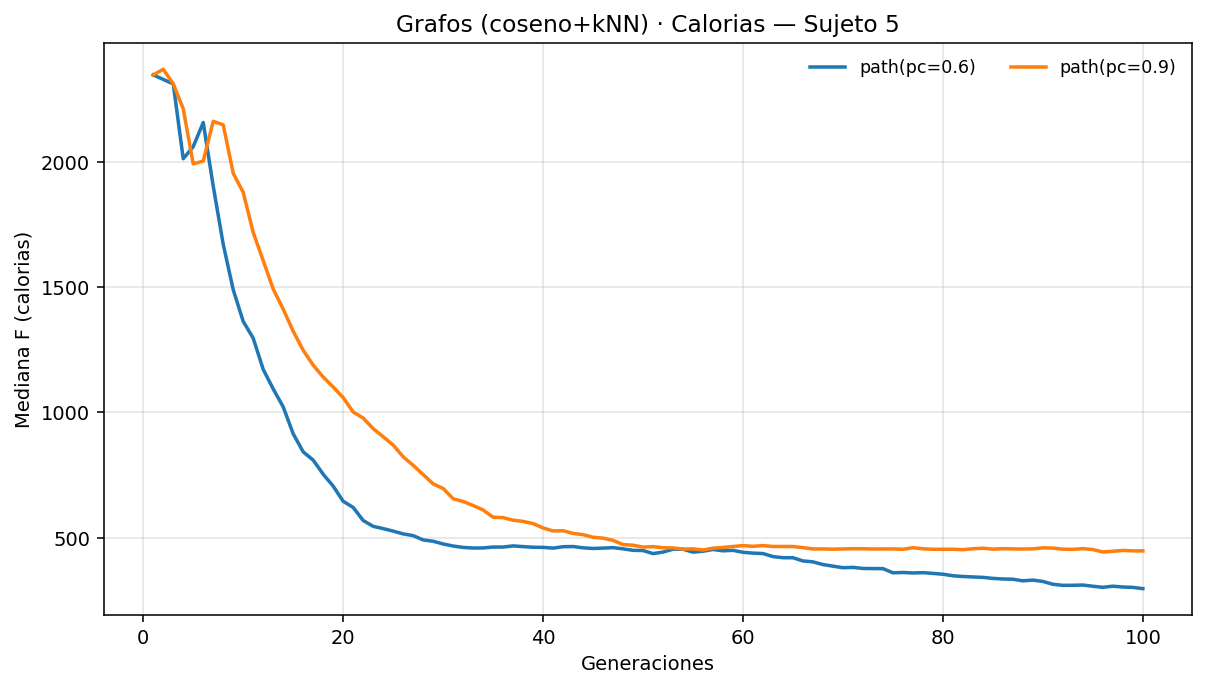 Grafos (coseno+kNN) · Calorias — Sujeto 5
path(pc=0.6)
path(pc=0.9)
Mediana F (calorias)
2000
1500
1000
500
0
20
40
60
80
100
Generaciones